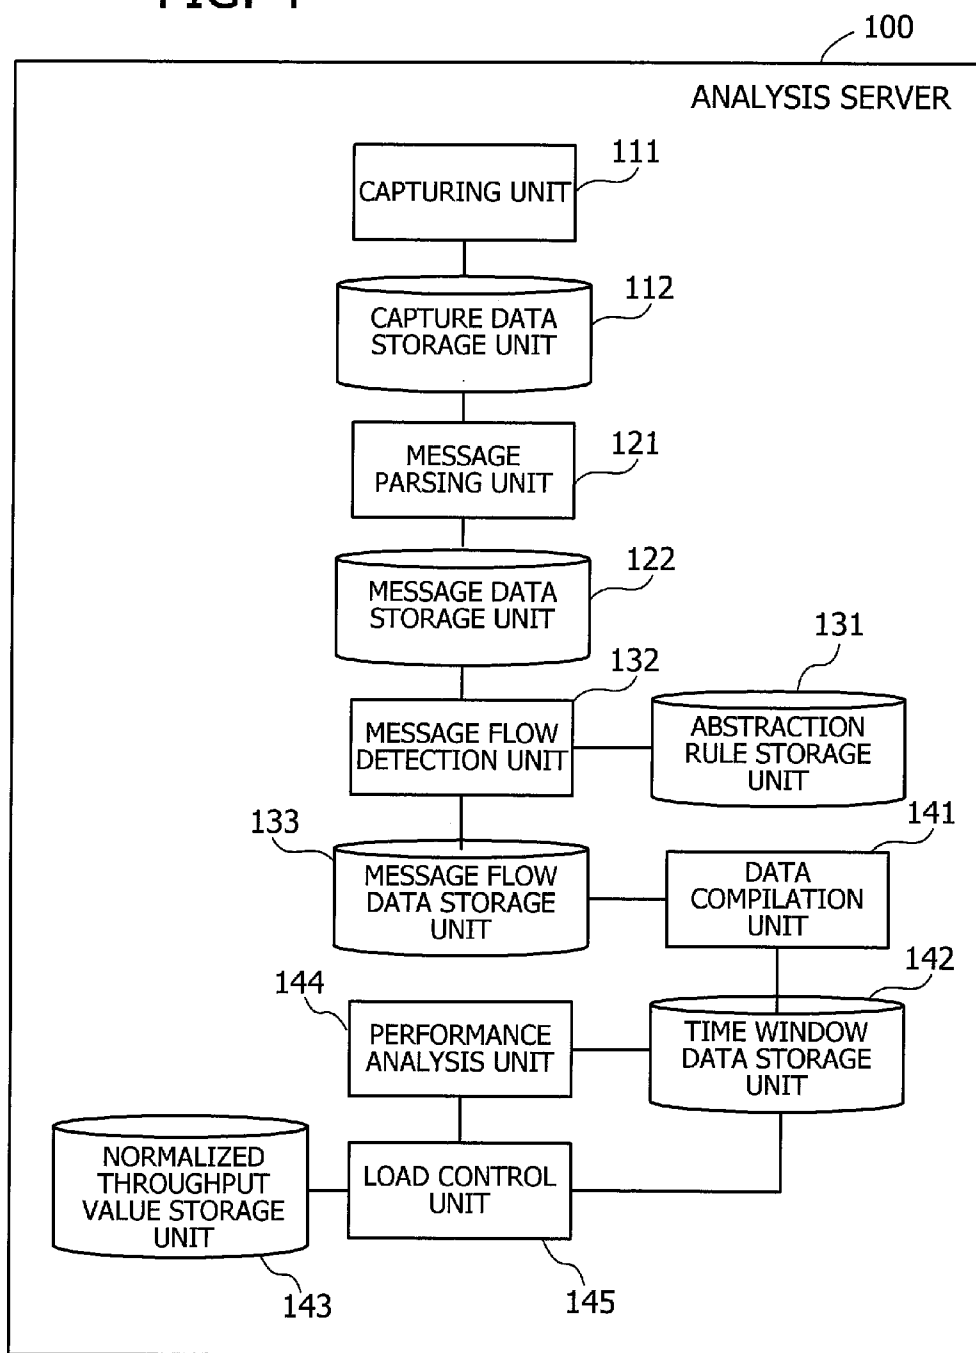 100
ANALYSIS SERVER
111
CAPTURING UNIT
112
CAPTURE DATA
STORAGE UNIT
121
MESSAGE
PARSING UNIT
122
MESSAGE DATA
STORAGE UNIT
132
131
MESSAGE FLOW
DETECTION UNIT
ABSTRACTION
RULE STORAGE
UNIT
133
141
MESSAGE FLOW
DATA STORAGE
UNIT
DATA
COMPILATION
UNIT
144
142
PERFORMANCE
ANALYSIS UNIT
TIME WINDOW
DATA STORAGE
UNIT
NORMALIZED
THROUGHPUT
VALUE STORAGE
UNIT
LOAD CONTROL
UNIT
143
145